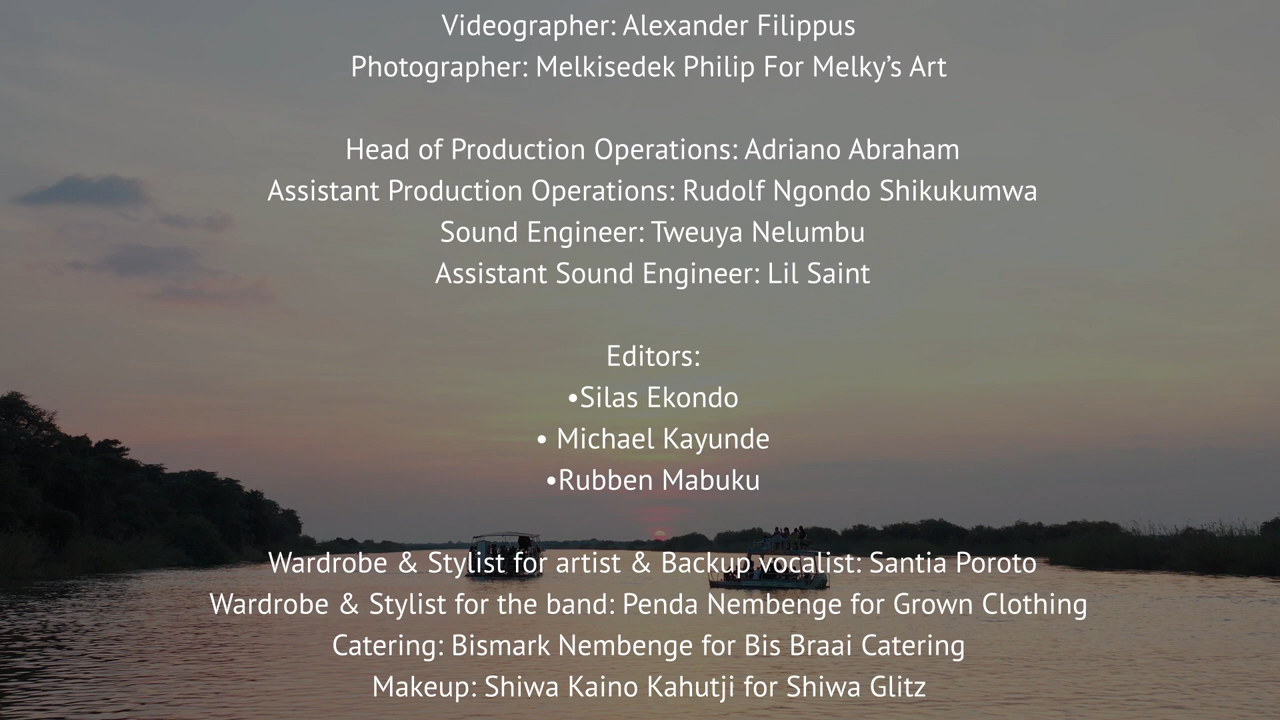 Videographer: Alexander Filippus
Photographer: Melkisedek Philip For Melky’s Art
Head of Production Operations: Adriano Abraham
Assistant Production Operations: Rudolf Ngondo Shikukumwa
Sound Engineer: Tweuya Nelumbu
Assistant Sound Engineer: Lil Saint
Editors:
•Silas Ekondo
• Michael Kayunde
•Rubben Mabuku
Wardrobe & Stylist for artist & Backup vocalist: Santia Poroto
Wardrobe & Stylist for the band: Penda Nembenge for Grown Clothing
Catering: Bismark Nembenge for Bis Braai Catering
Makeup: Shiwa Kaino Kahutji for Shiwa Glitz